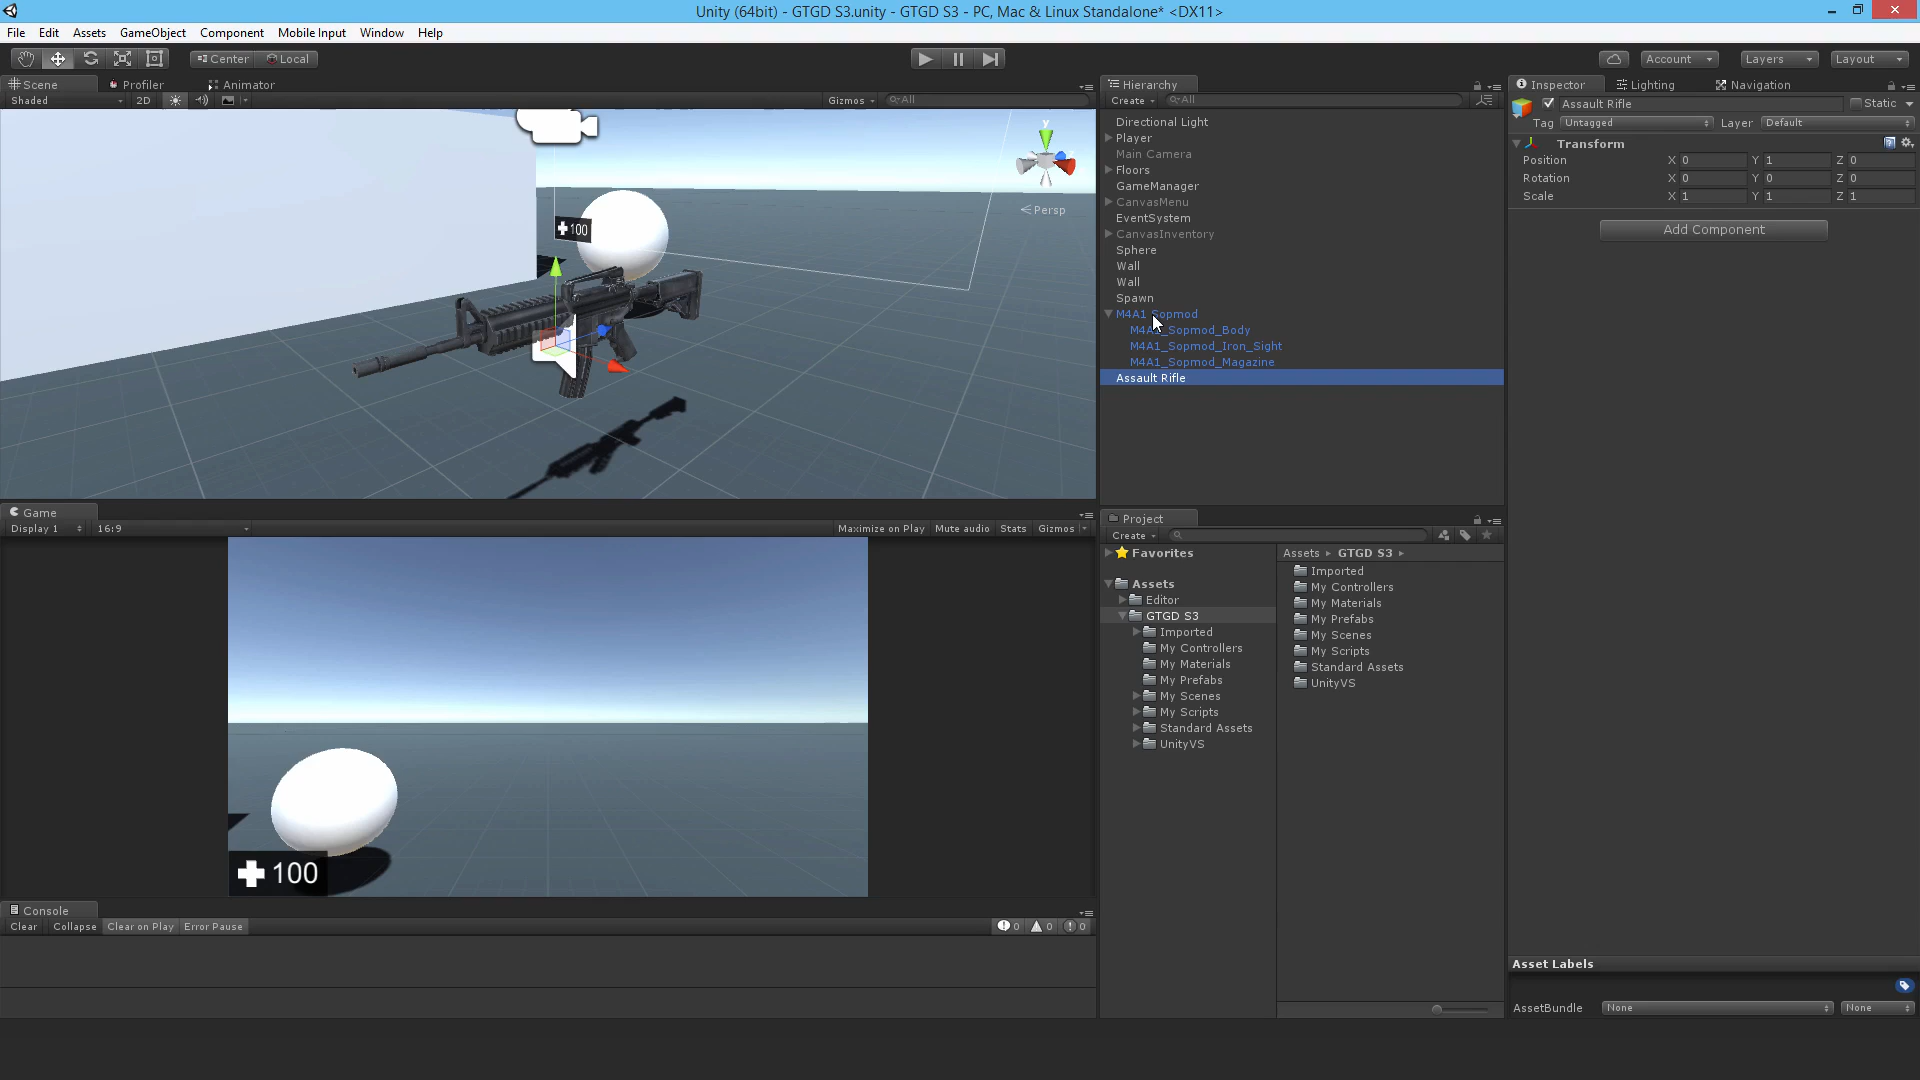 Unity (64bit) - GTGD S3.unity - GTGD S3 - PC, Mac & Linux Standalone* <DX11>
File Edit Assets GameObject Component Mobile Input Window Help
Center Local Account Layers Layout
Scene Profiler Animator
Shaded 2D Gizmos All
y
Persp
100
Hierarchy
Create All
Directional Light
Player
Main Camera
Floors
GameManager
CanvasMenu
EventSystem
CanvasInventory
Sphere
Wall
Wall
Spawn
M4A1 Sopmod
M4A1_Sopmod_Body
M4A1_Sopmod_Iron_Sight
M4A1_Sopmod_Magazine
Assault Rifle
Inspector Lighting Navigation
Assault Rifle Static
Tag Untagged Layer Default
Transform
Position X 0 Y 1 Z 0
Rotation X 0 Y 0 Z 0
Scale X 1 Y 1 Z 1
Add Component
Game
Display 1 16:9 Maximize on Play Mute audio Stats Gizmos
100
Project
Create
Favorites
Assets
Editor
GTGD S3
Imported
My Controllers
My Materials
My Prefabs
My Scenes
My Scripts
Standard Assets
UnityVS
Assets GTGD S3
Imported
My Controllers
My Materials
My Prefabs
My Scenes
My Scripts
Standard Assets
UnityVS
Console
Clear Collapse Clear on Play Error Pause 0 0 0
Asset Labels
AssetBundle None None